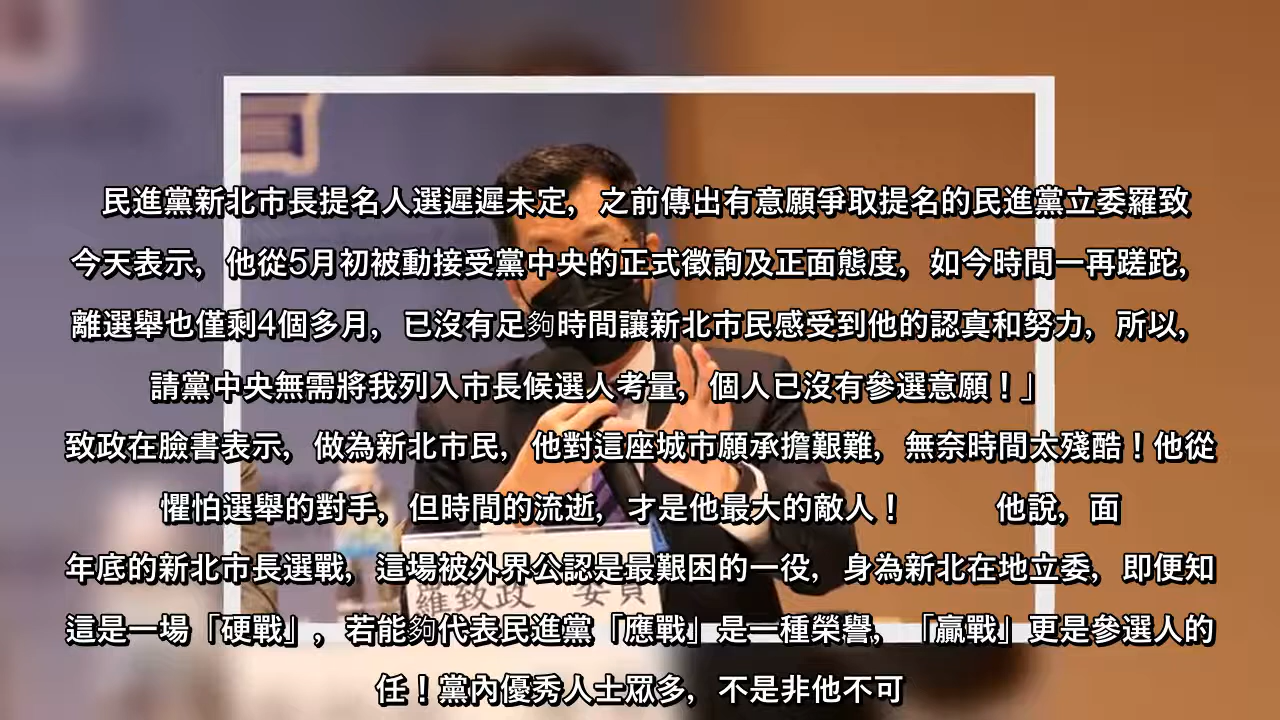 民進黨新北市長提名人選遲遲未定，之前傳出有意願爭取提名的民進黨立委羅致
今天表示，他從5月初被動接受黨中央的正式徵詢及正面態度，如今時間一再蹉跎，
離選舉也僅剩4個多月，已沒有足夠時間讓新北市民感受到他的認真和努力，所以，
請黨中央無需將我列入市長候選人考量，個人已沒有參選意願！」
致政在臉書表示，做為新北市民，他對這座城市願承擔艱難，無奈時間太殘酷！他從
懼怕選舉的對手，但時間的流逝，才是他最大的敵人！ 他說，面
年底的新北市長選戰，這場被外界公認是最艱困的一役，身為新北在地立委，即便知
羅致政 委員
這是一場「硬戰」，若能夠代表民進黨「應戰」是一種榮譽，「贏戰」更是參選人的
任！黨內優秀人士眾多，不是非他不可